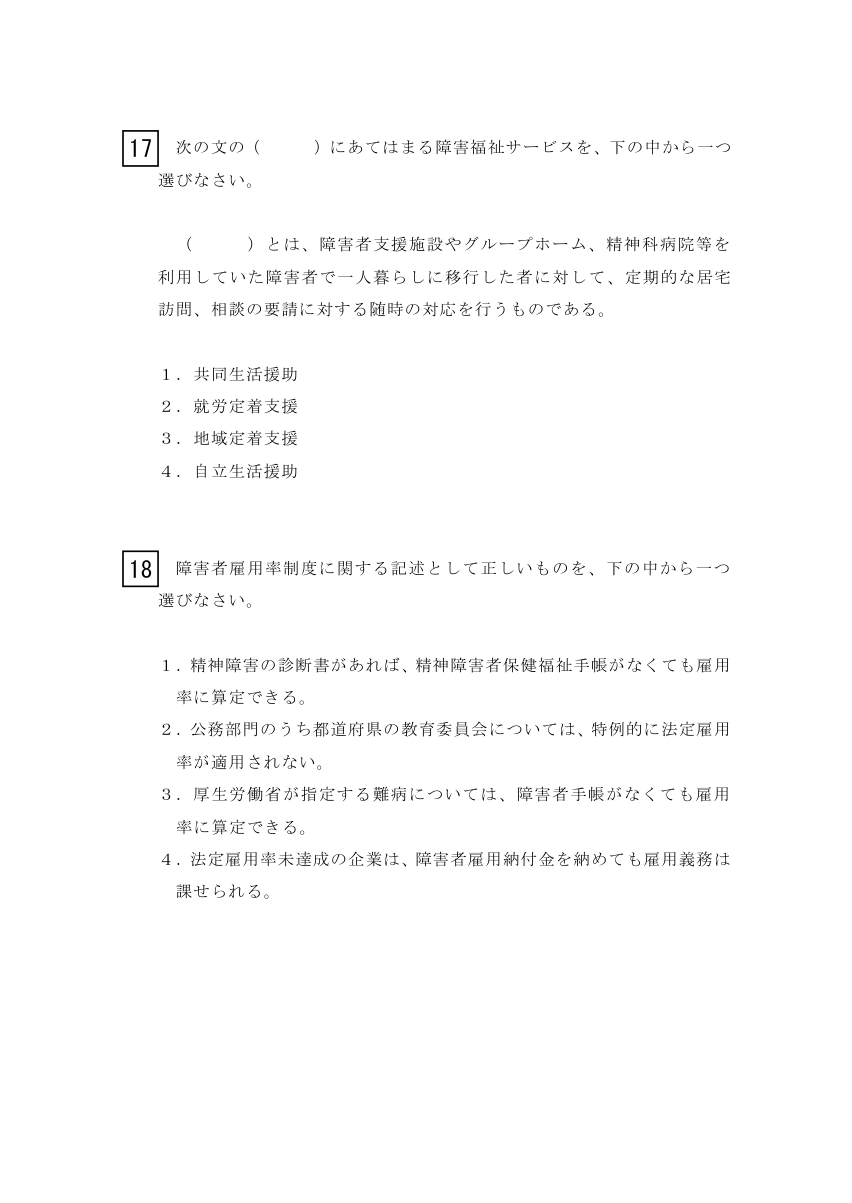 17　次の文の（　　　）にあてはまる障害福祉サービスを、下の中から一つ
選びなさい。
（　　　）とは、障害者支援施設やグループホーム、精神科病院等を
利用していた障害者で一人暮らしに移行した者に対して、定期的な居宅
訪問、相談の要請に対する随時の対応を行うものである。
１．共同生活援助
２．就労定着支援
３．地域定着支援
４．自立生活援助
18　障害者雇用率制度に関する記述として正しいものを、下の中から一つ
選びなさい。
１．精神障害の診断書があれば、精神障害者保健福祉手帳がなくても雇用
率に算定できる。
２．公務部門のうち都道府県の教育委員会については、特例的に法定雇用
率が適用されない。
３．厚生労働省が指定する難病については、障害者手帳がなくても雇用
率に算定できる。
４．法定雇用率未達成の企業は、障害者雇用納付金を納めても雇用義務は
課せられる。